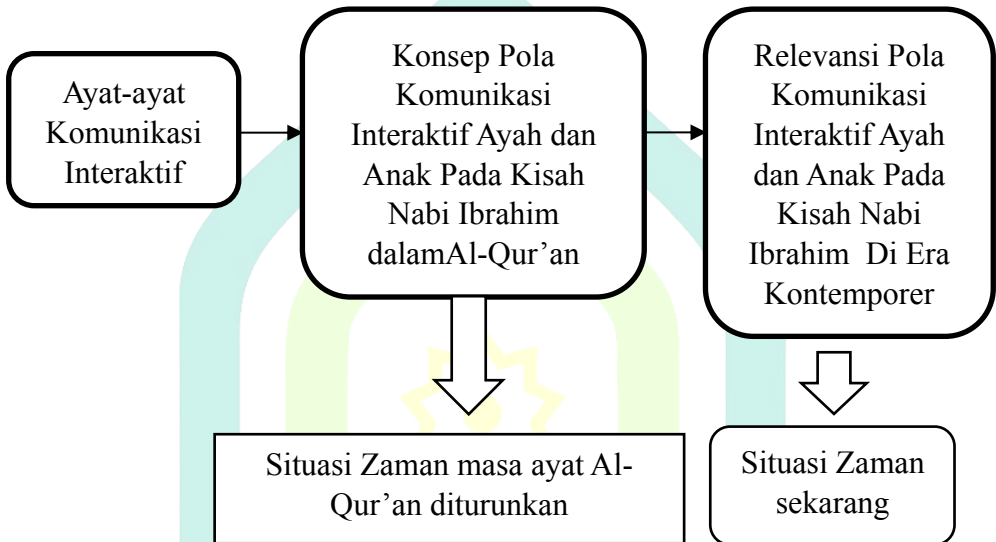 Ayat-ayat
Komunikasi
Interaktif
Konsep Pola
Komunikasi
Interaktif Ayah dan
Anak Pada Kisah
Nabi Ibrahim
dalamAl-Qur’an
Relevansi Pola
Komunikasi
Interaktif Ayah
dan Anak Pada
Kisah Nabi
Ibrahim  Di Era
Kontemporer
Situasi Zaman masa ayat Al-
Qur’an diturunkan
Situasi Zaman
sekarang